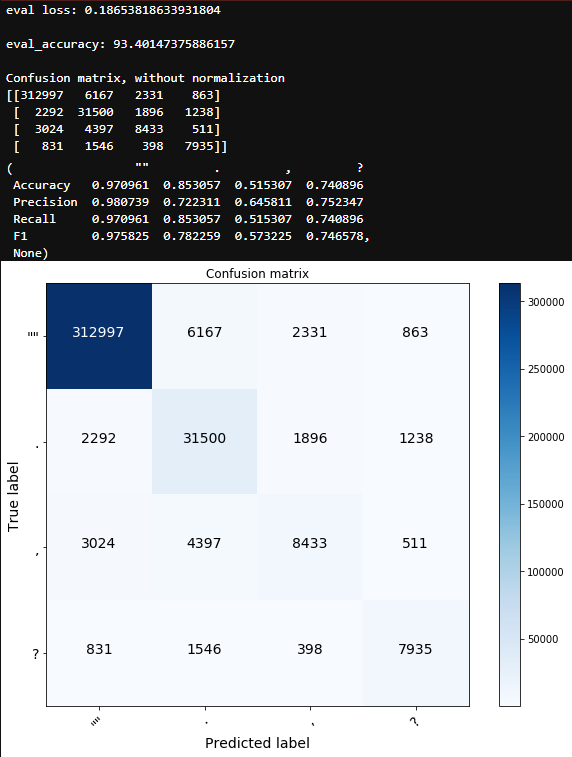 eval loss: 0.18653818633931804
eval_accuracy: 93.40147375886157
Confusion matrix, without normalization
[[312997   6167   2331    863]
 [  2292  31500   1896   1238]
 [  3024   4397   8433    511]
 [   831   1546    398   7935]]
(                 ""         .         ,         ?
 Accuracy   0.970961  0.853057  0.515307  0.740896
 Precision  0.980739  0.722311  0.645811  0.752347
 Recall     0.970961  0.853057  0.515307  0.740896
 F1         0.975825  0.782259  0.573225  0.746578,
 None)
Confusion matrix
"" 312997 6167 2331 863
. 2292 31500 1896 1238
, 3024 4397 8433 511
? 831 1546 398 7935
"" . , ?
True label
Predicted label
300000
250000
200000
150000
100000
50000